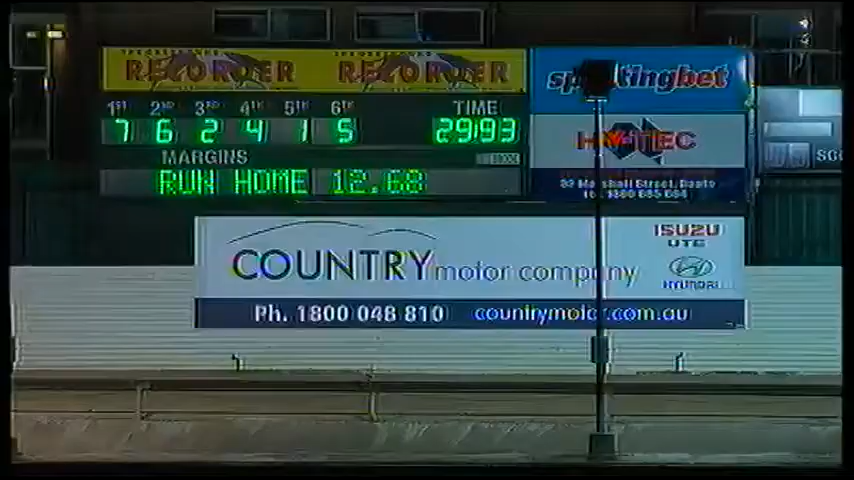 RECORDER RECORDER
1ST 2ND 3RD 4TH 5TH 6TH TIME
7 6 2 4 1 5 29:93
MARGINS
RUN HOME 12.68
sportingbet
HY-TEC
COUNTRY motor company
ISUZU
UTE
HYUNDAI
Ph. 1800 048 810 countrymotor.com.au